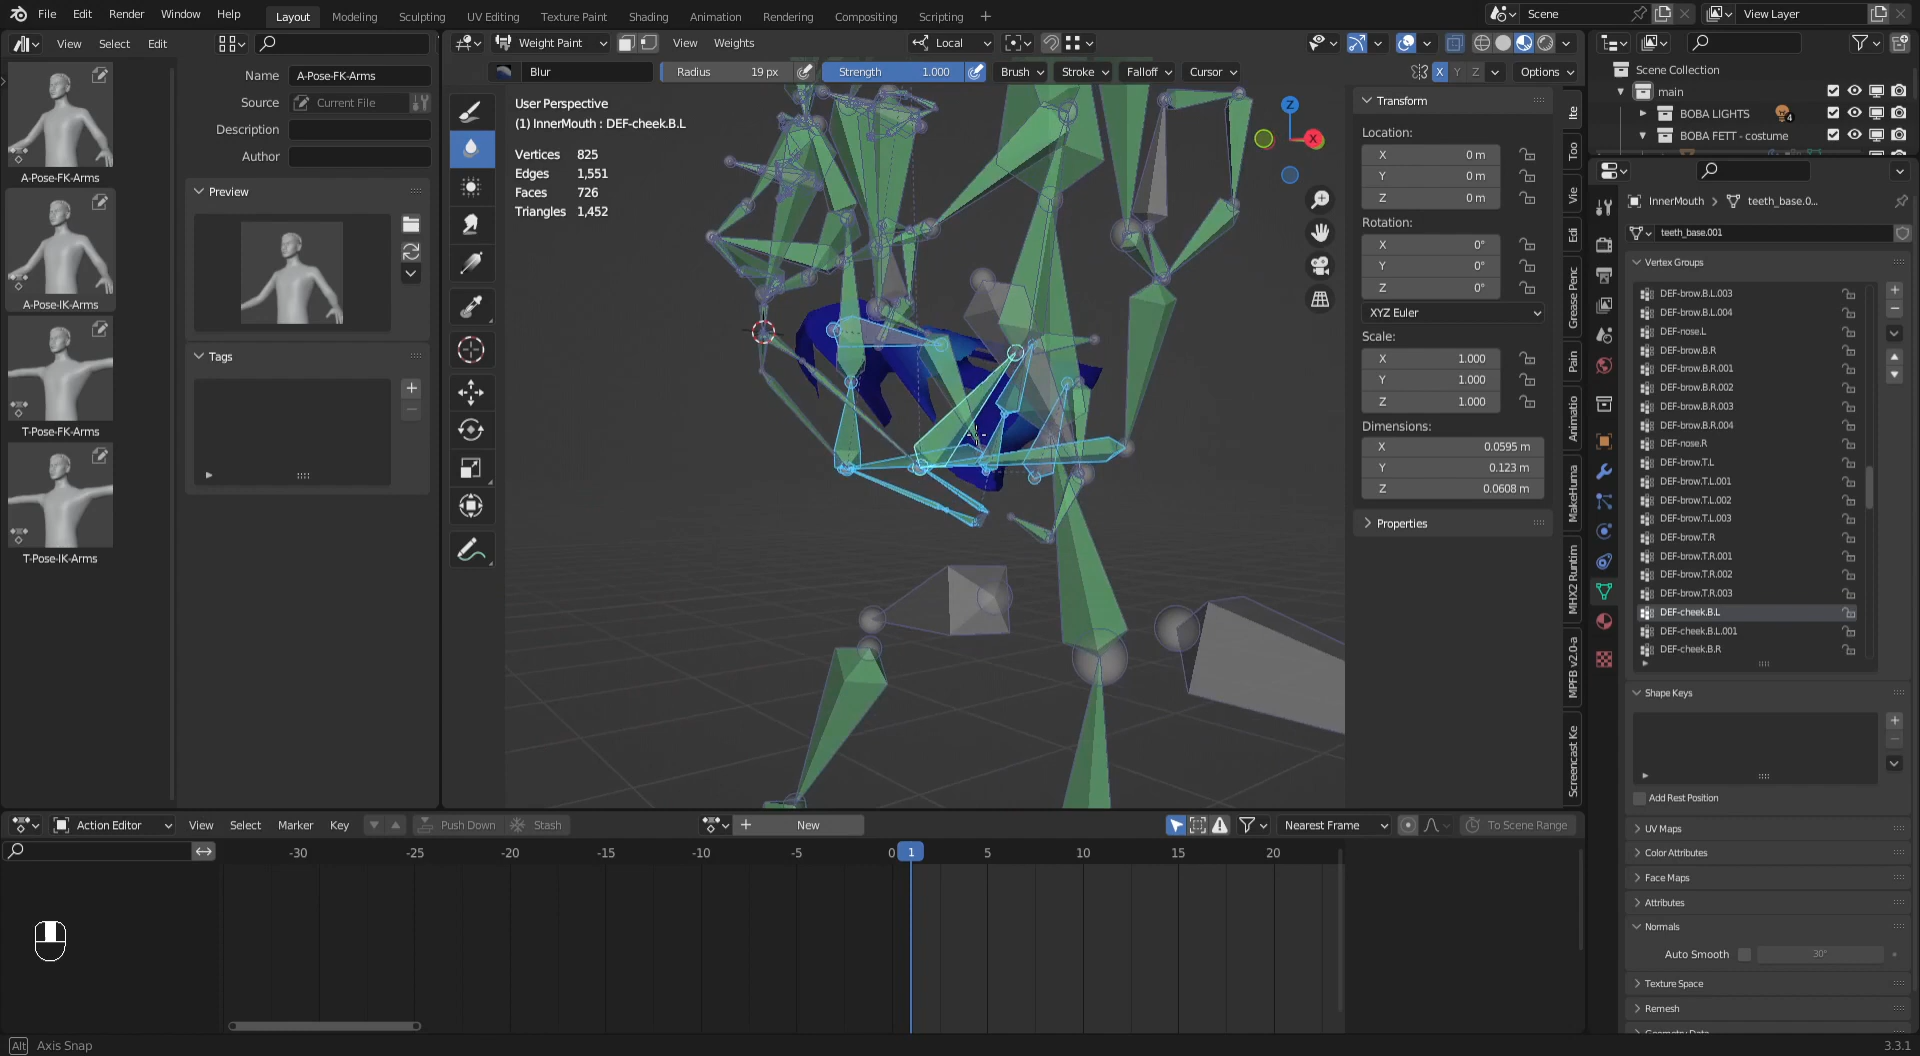 File Edit Render Window Help
Layout Modeling Sculpting UV Editing Texture Paint Shading Animation Rendering Compositing Scripting
Scene
View Layer
View Select Edit
A-Pose-FK-Arms
A-Pose-IK-Arms
T-Pose-FK-Arms
T-Pose-IK-Arms
Name A-Pose-FK-Arms
Source Current File
Description
Author
Preview
Tags
Weight Paint View Weights Local
Blur Radius 19 px Strength 1.000 Brush Stroke Falloff Cursor X Y Z Options
User Perspective
(1) InnerMouth : DEF-cheek.B.L
Vertices 825
Edges 1,551
Faces 726
Triangles 1,452
Z
X
Transform
Location:
X 0 m
Y 0 m
Z 0 m
Rotation:
X 0°
Y 0°
Z 0°
XYZ Euler
Scale:
X 1.000
Y 1.000
Z 1.000
Dimensions:
X 0.0595 m
Y 0.123 m
Z 0.0608 m
Properties
Ite
Too
Vie
Edi
Grease Penc
Pain
Animatio
MakeHuma
MHX2 Runtim
MPFB v2.0-a
Screencast Ke
Scene Collection
main
BOBA LIGHTS 4
BOBA FETT - costume
InnerMouth teeth_base.0...
teeth_base.001
Vertex Groups
DEF-brow.B.L.003
DEF-brow.B.L.004
DEF-nose.L
DEF-brow.B.R
DEF-brow.B.R.001
DEF-brow.B.R.002
DEF-brow.B.R.003
DEF-brow.B.R.004
DEF-nose.R
DEF-brow.T.L
DEF-brow.T.L.001
DEF-brow.T.L.002
DEF-brow.T.L.003
DEF-brow.T.R
DEF-brow.T.R.001
DEF-brow.T.R.002
DEF-brow.T.R.003
DEF-cheek.B.L
DEF-cheek.B.L.001
DEF-cheek.B.R
Shape Keys
Add Rest Position
UV Maps
Color Attributes
Face Maps
Attributes
Normals
Auto Smooth 30°
Texture Space
Remesh
Geometry Data
Action Editor View Select Marker Key Push Down Stash New Nearest Frame To Scene Range
-30 -25 -20 -15 -10 -5 0 1 5 10 15 20
Alt Axis Snap
3.3.1